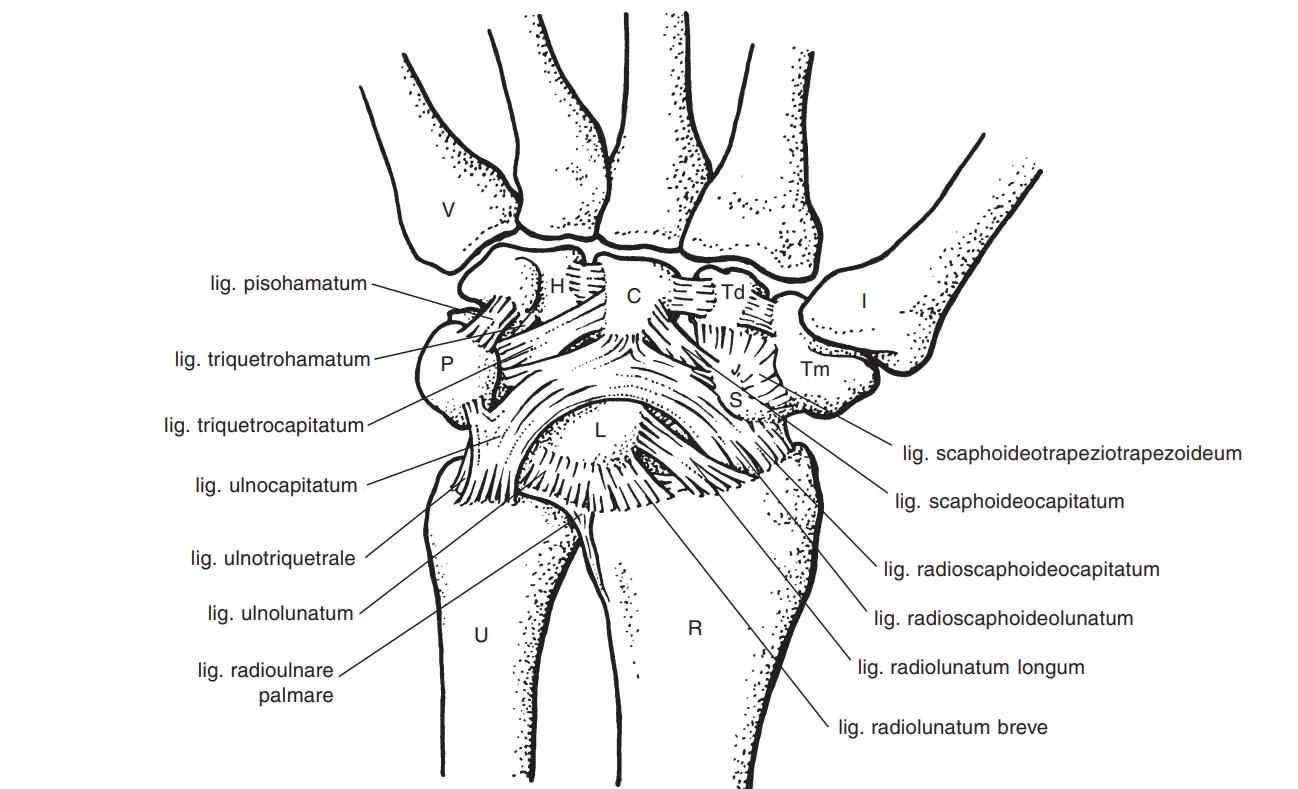 V
H
C
Td
I
P
Tm
S
L
U
R
lig. pisohamatum
lig. triquetrohamatum
lig. triquetrocapitatum
lig. ulnocapitatum
lig. ulnotriquetrale
lig. ulnolunatum
lig. radioulnare
palmare
lig. scaphoideotrapeziotrapezoideum
lig. scaphoideocapitatum
lig. radioscaphoideocapitatum
lig. radioscaphoideolunatum
lig. radiolunatum longum
lig. radiolunatum breve